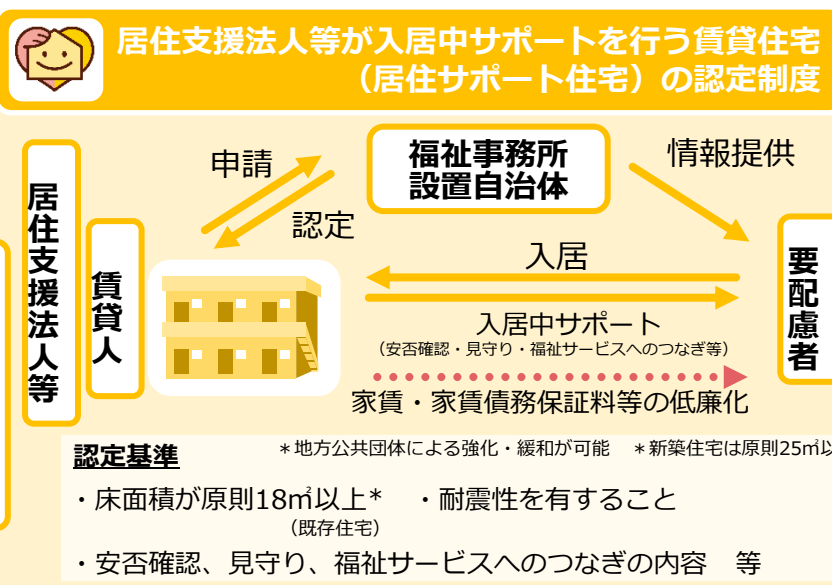 居住支援法人等が入居中サポートを行う賃貸住宅
（居住サポート住宅）の認定制度
申請
福祉事務所
設置自治体
情報提供
認定
居住支援法人等
賃貸人
入居
要配慮者
入居中サポート
（安否確認・見守り・福祉サービスへのつなぎ等）
家賃・家賃債務保証料等の低廉化
認定基準
＊地方公共団体による強化・緩和が可能　＊新築住宅は原則25㎡以
・床面積が原則18㎡以上*　・耐震性を有すること
（既存住宅）
・安否確認、見守り、福祉サービスへのつなぎの内容　等